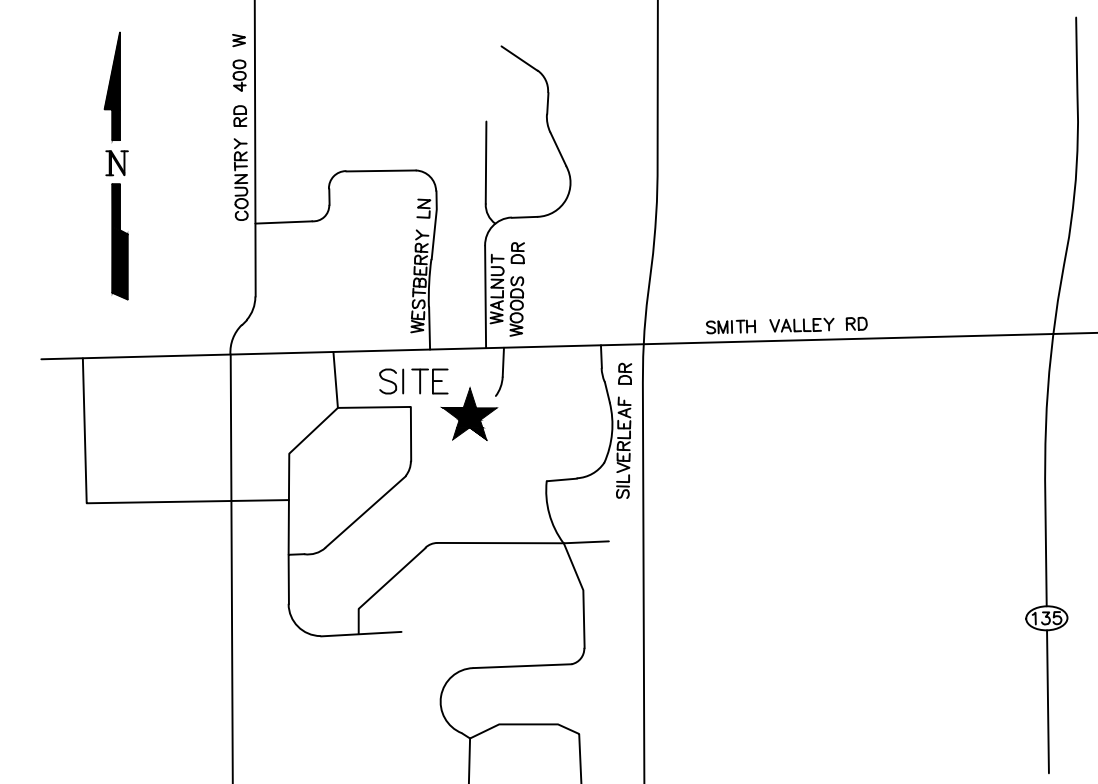 N
COUNTRY RD 400 W
WESTBERRY LN
WALNUT
WOODS DR
SMITH VALLEY RD
SITE
SILVERLEAF DR
135